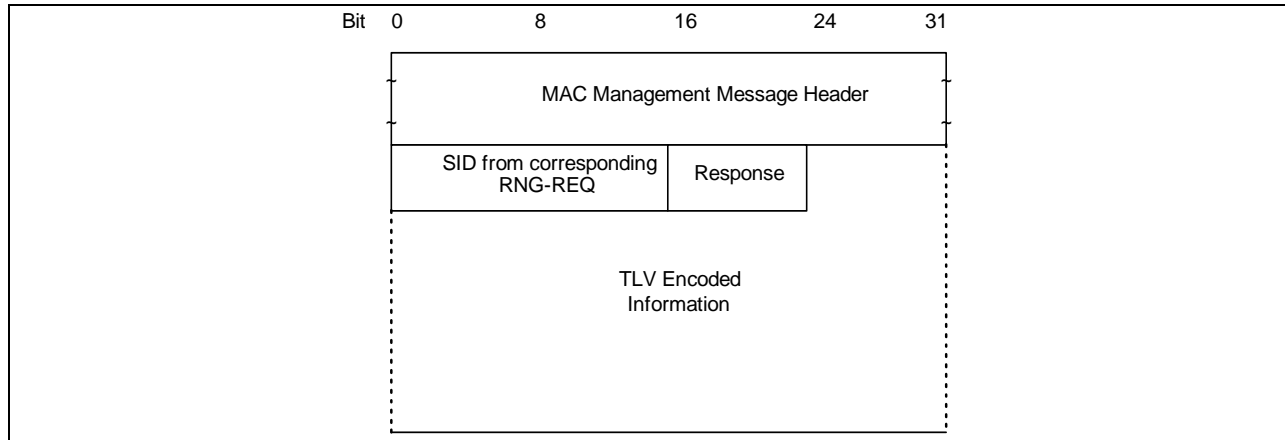 Bit 0 8 16 24 31
MAC Management Message Header
SID from corresponding
RNG-REQ
Response
TLV Encoded
Information